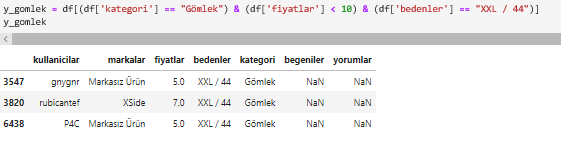 y_gomlek = df[(df['kategori'] == "Gömlek") & (df['fiyatlar'] < 10) & (df['bedenler'] == "XXL / 44")]
y_gomlek
kullanicilar markalar fiyatlar bedenler kategori begeniler yorumlar
3547 gnygnr Markasız Ürün 5.0 XXL / 44 Gömlek NaN NaN
3820 rubicantef XSide 7.0 XXL / 44 Gömlek NaN NaN
6438 P4C Markasız Ürün 5.0 XXL / 44 Gömlek NaN NaN